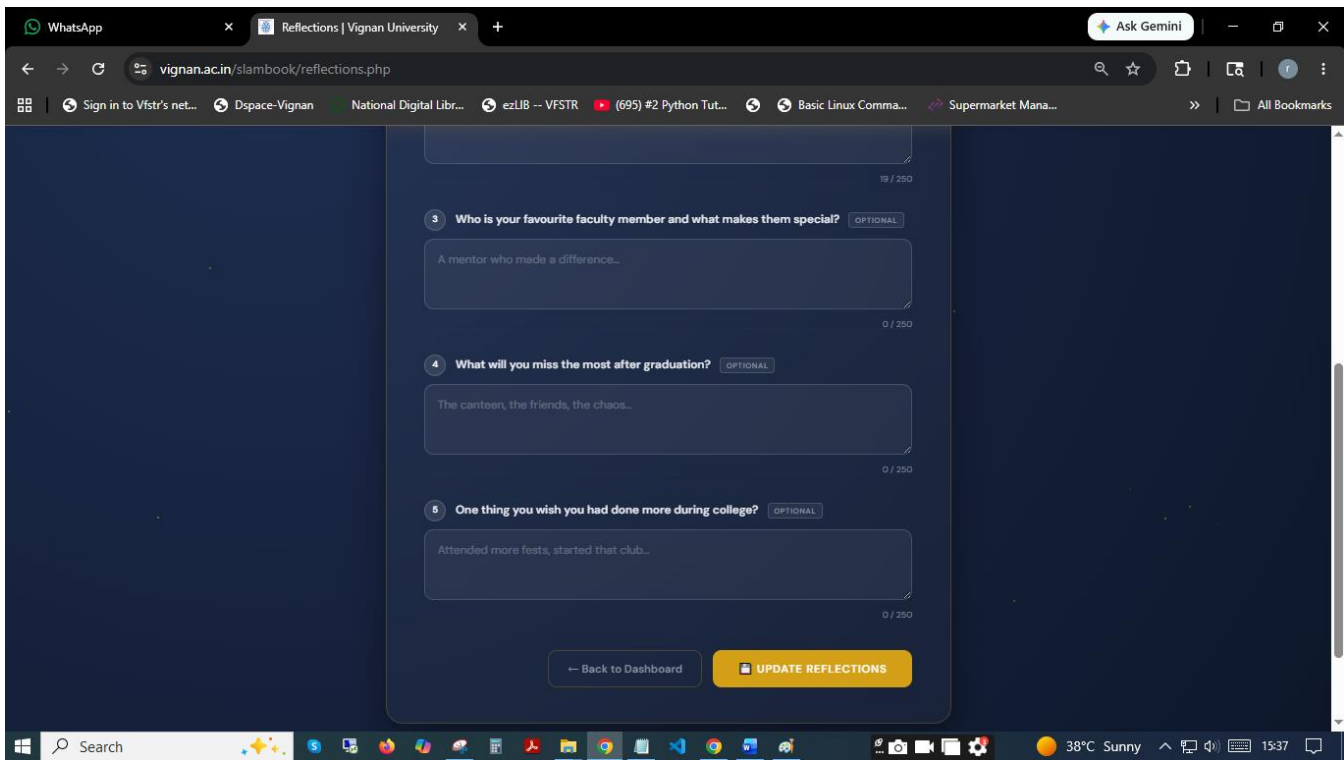 WhatsApp
Reflections | Vignan University
Ask Gemini
vignan.ac.in/slambook/reflections.php
r
Sign in to Vfstr's net...
Dspace-Vignan
National Digital Libr...
ezLIB -- VFSTR
(695) #2 Python Tut...
Basic Linux Comma...
Supermarket Mana...
»
All Bookmarks
19 / 250
3 Who is your favourite faculty member and what makes them special? OPTIONAL
A mentor who made a difference...
0 / 250
4 What will you miss the most after graduation? OPTIONAL
The canteen, the friends, the chaos...
0 / 250
5 One thing you wish you had done more during college? OPTIONAL
Attended more fests, started that club...
0 / 250
← Back to Dashboard
UPDATE REFLECTIONS
Search
38°C Sunny
15:37